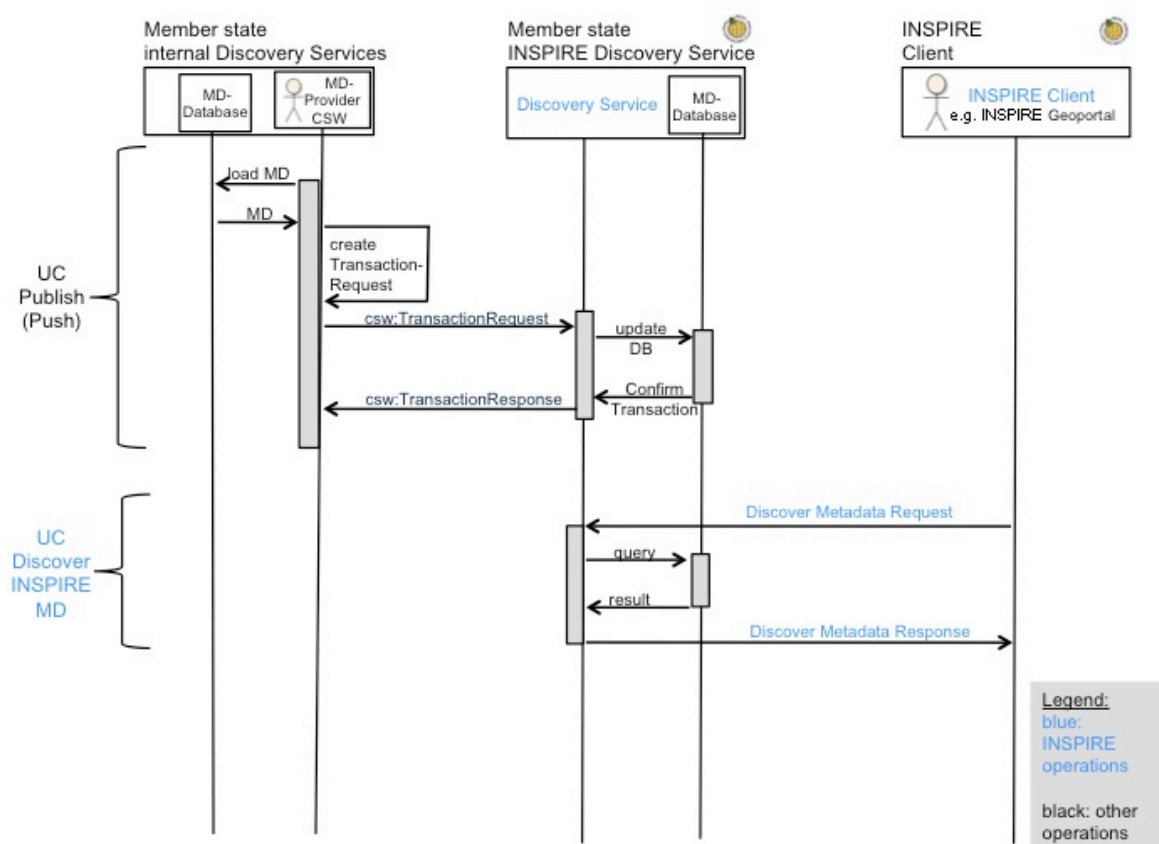 Member state
internal Discovery Services
Member state
INSPIRE Discovery Service
INSPIRE
Client
MD-
Database
MD-
Provider
CSW
Discovery Service
MD-
Database
INSPIRE Client
e.g. INSPIRE Geoportal
load MD
MD
create
Transaction-
Request
UC
Publish
(Push)
csw:TransactionRequest
update
DB
Confirm
Transaction
csw:TransactionResponse
Discover Metadata Request
UC
Discover
INSPIRE
MD
query
result
Discover Metadata Response
Legend:
blue:
INSPIRE
operations
black: other
operations